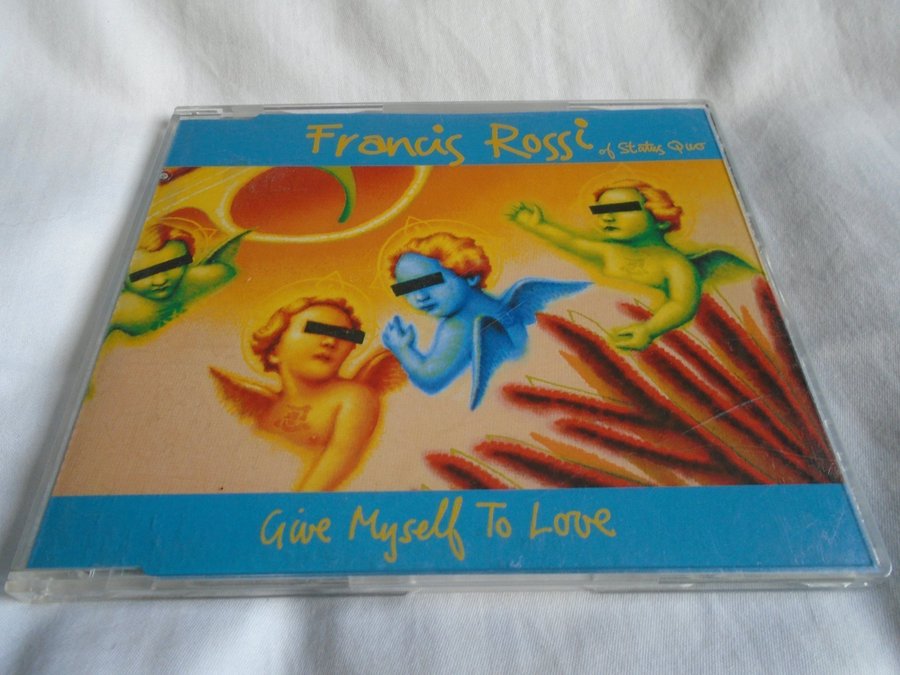 Francis Rossi of Status Quo
Give Myself To Love